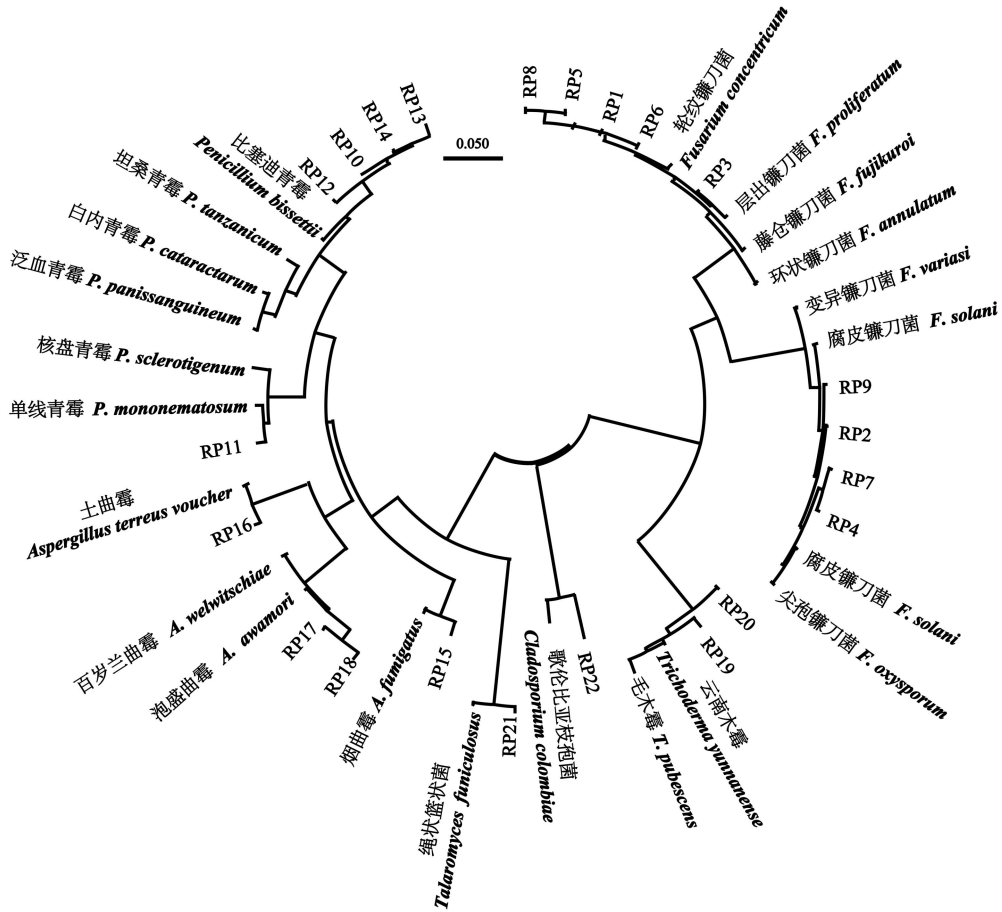 RP8
RP5
RP1
RP6
轮纹镰刀菌
Fusarium concentricum
RP3
层出镰刀菌 F. proliferatum
藤仓镰刀菌 F. fujikuroi
环状镰刀菌 F. annulatum
变异镰刀菌 F. variasi
腐皮镰刀菌 F. solani
RP9
RP2
RP7
RP4
腐皮镰刀菌 F. solani
尖孢镰刀菌 F. oxysporum
RP20
RP19
云南木霉
Trichoderma yunnanense
毛木霉 T. pubescens
RP22
歌伦比亚枝孢菌
Cladosporium colombiae
RP21
绳状篮状菌
Talaromyces funiculosus
RP15
烟曲霉 A. fumigatus
RP18
RP17
泡盛曲霉 A. awamori
百岁兰曲霉 A. welwitschiae
RP16
土曲霉
Aspergillus terreus voucher
RP11
单线青霉 P. mononematosum
核盘青霉 P. sclerotigenum
泛血青霉 P. panissanguineum
白内青霉 P. cataractarum
坦桑青霉 P. tanzanicum
比塞迪青霉
Penicillium bissettii
RP12
RP10
RP14
RP13
0.050